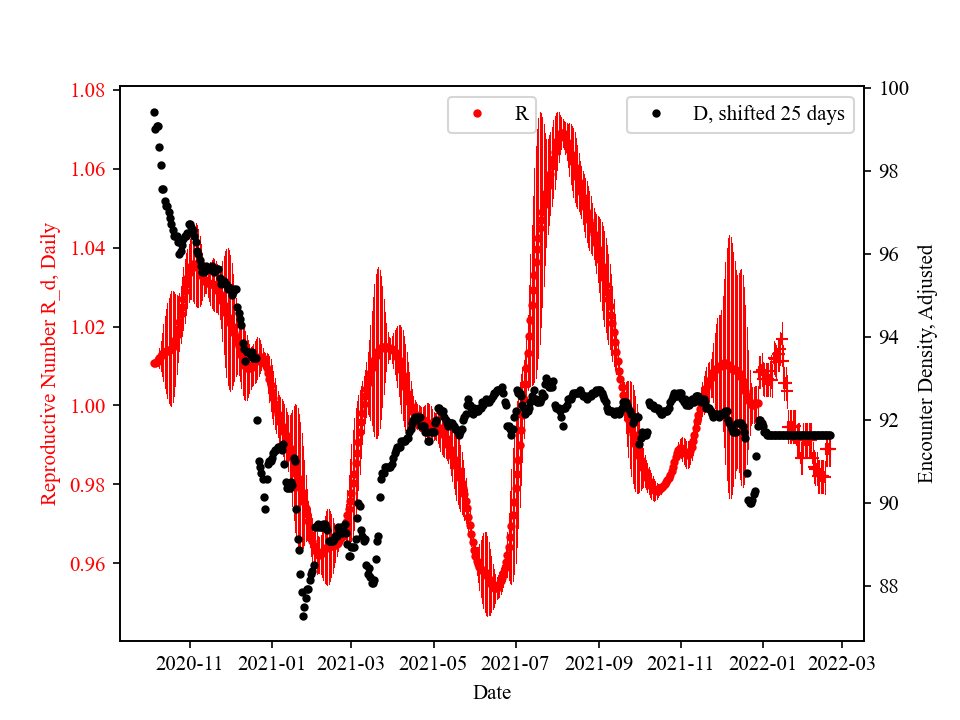 R
D, shifted 25 days
Reproductive Number R_d, Daily
1.08
1.06
1.04
1.02
1.00
0.98
0.96
100
98
96
94
92
90
88
Encounter Density, Adjusted
2020-11 2021-01 2021-03 2021-05 2021-07 2021-09 2021-11 2022-01 2022-03
Date